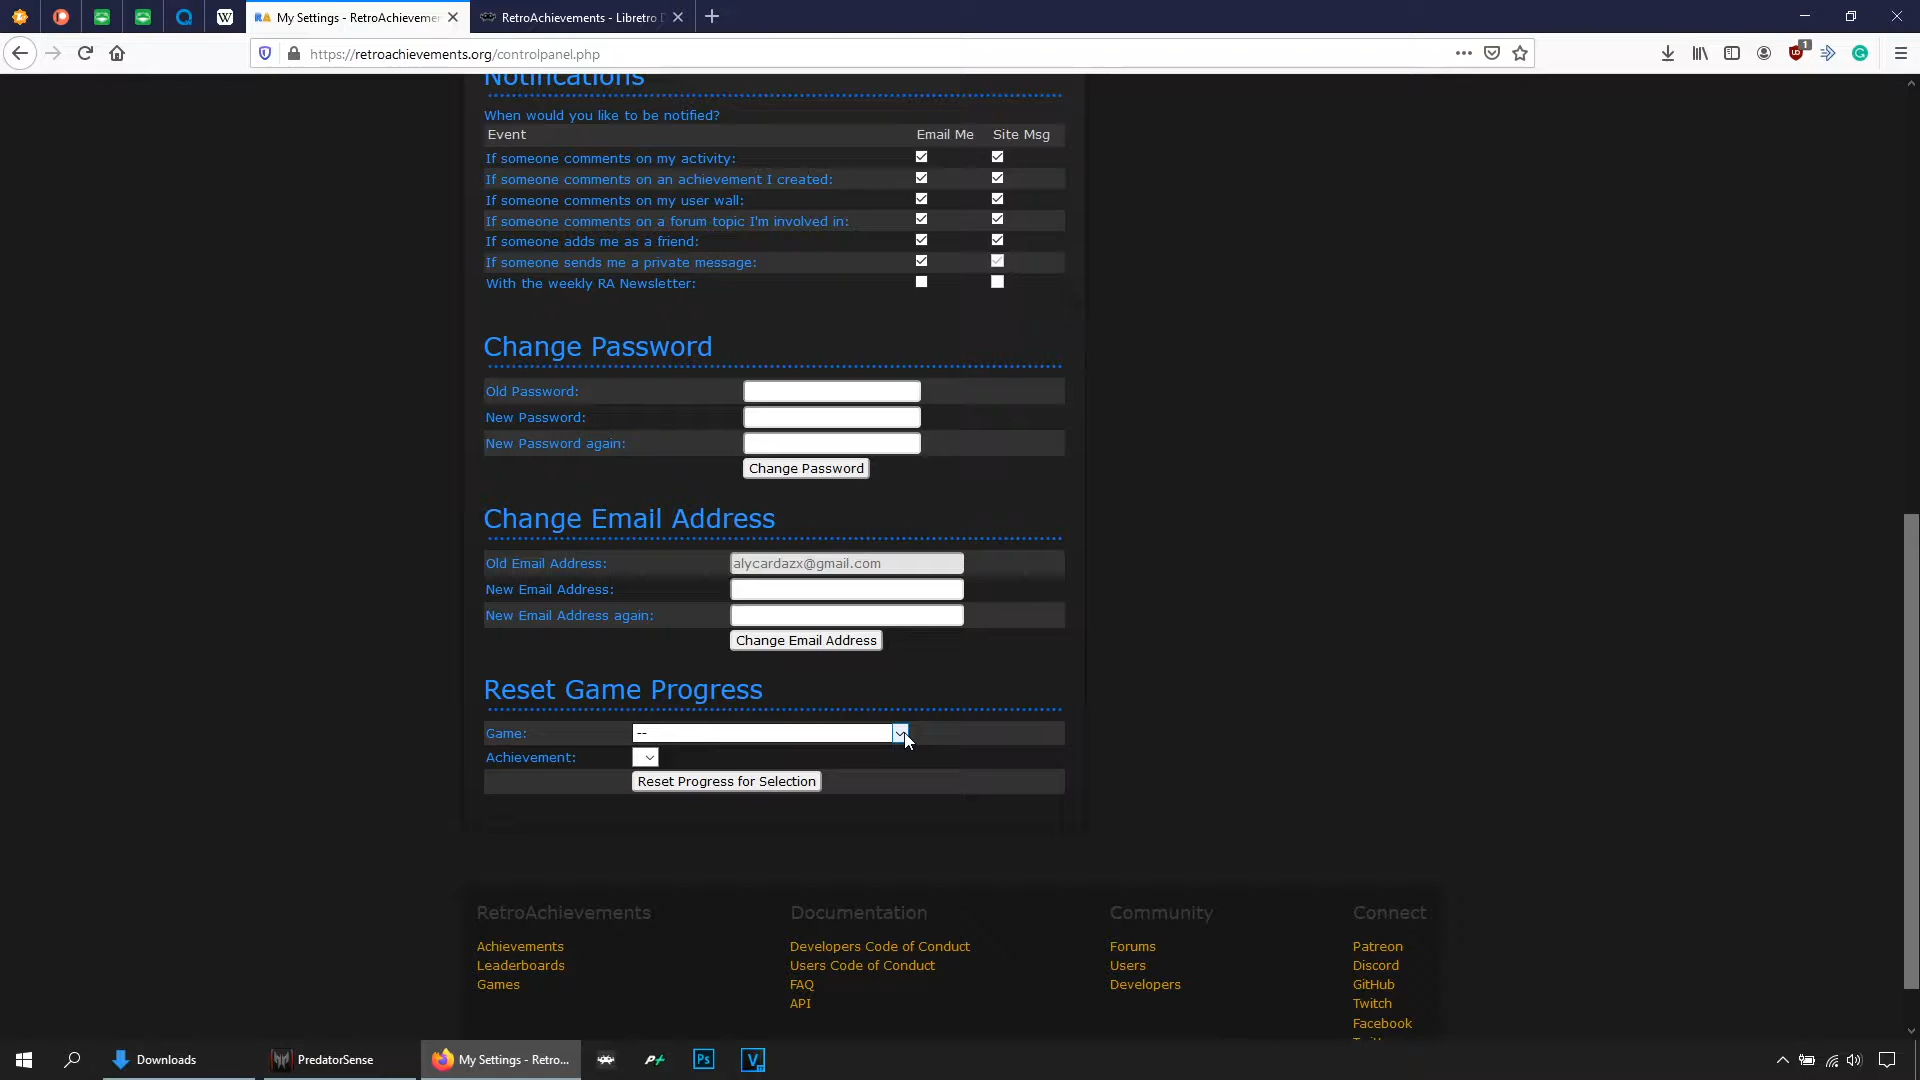 My Settings - RetroAchievemer
RetroAchievements - Libretro D
https://retroachievements.org/controlpanel.php
1
Notifications
When would you like to be notified?
Event Email Me Site Msg
If someone comments on my activity:
If someone comments on an achievement I created:
If someone comments on my user wall:
If someone comments on a forum topic I'm involved in:
If someone adds me as a friend:
If someone sends me a private message:
With the weekly RA Newsletter:
Change Password
Old Password:
New Password:
New Password again:
Change Password
Change Email Address
Old Email Address: alycardazx@gmail.com
New Email Address:
New Email Address again:
Change Email Address
Reset Game Progress
Game: --
Achievement:
Reset Progress for Selection
RetroAchievements Documentation Community Connect
Achievements Developers Code of Conduct Forums Patreon
Leaderboards Users Code of Conduct Users Discord
Games FAQ Developers GitHub
API Twitch
Facebook
Downloads PredatorSense My Settings - Retro... Ps V